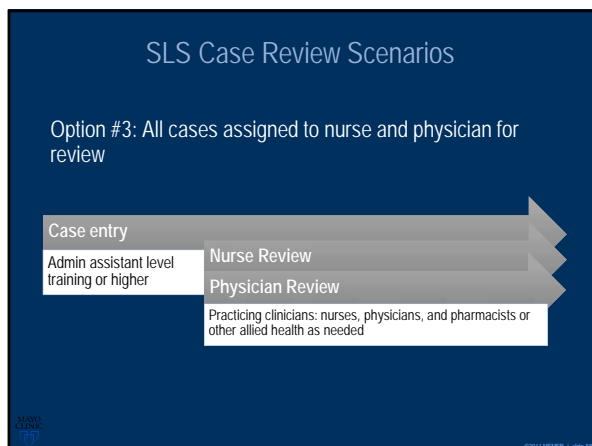 SLS Case Review Scenarios
Option #3: All cases assigned to nurse and physician for
review
Case entry
Admin assistant level
training or higher
Nurse Review
Physician Review
Practicing clinicians: nurses, physicians, and pharmacists or
other allied health as needed
MAYO
CLINIC